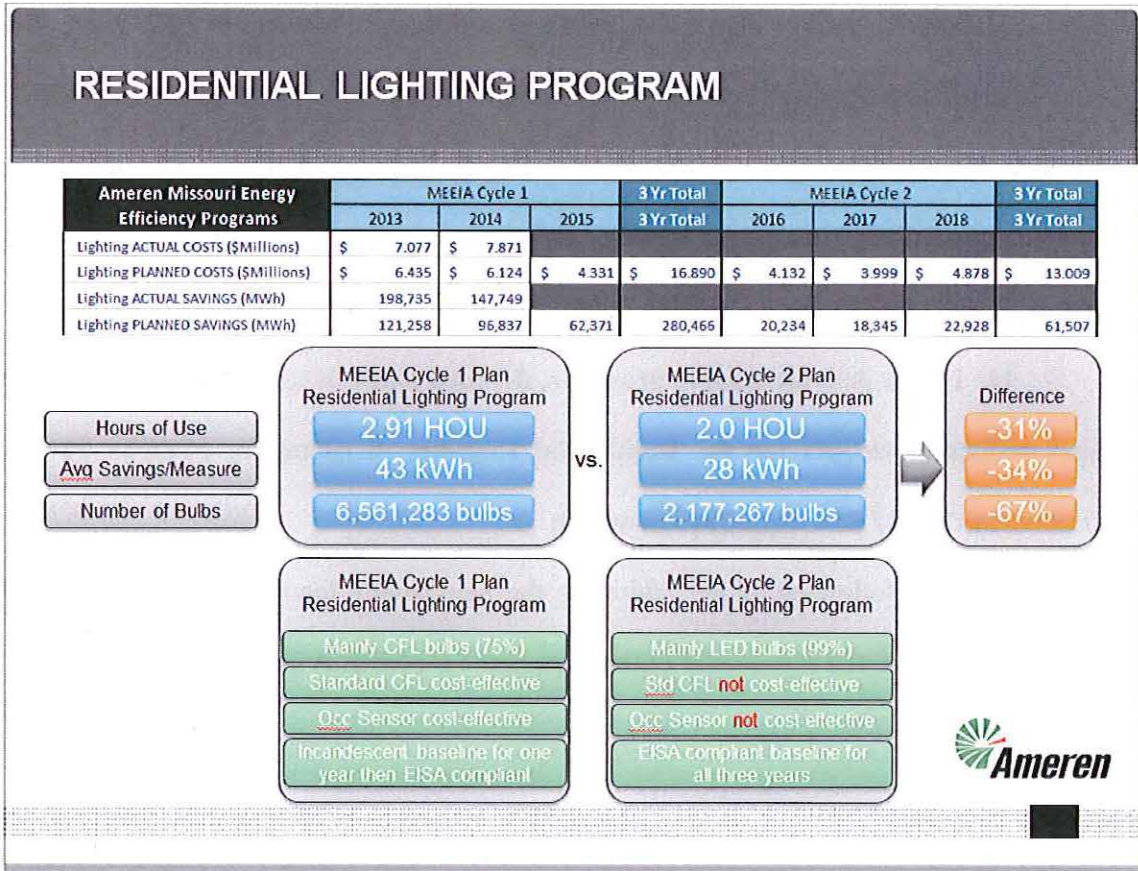 RESIDENTIAL LIGHTING PROGRAM
Ameren Missouri Energy Efficiency Programs MEEIA Cycle 1 3 Yr Total MEEIA Cycle 2 3 Yr Total
2013 2014 2015 3 Yr Total 2016 2017 2018 3 Yr Total
Lighting ACTUAL COSTS ($Millions) $ 7.077 $ 7.871
Lighting PLANNED COSTS ($Millions) $ 6.435 $ 6.124 $ 4.331 $ 16.890 $ 4.132 $ 3.999 $ 4.878 $ 13.009
Lighting ACTUAL SAVINGS (MWh) 198,735 147,749
Lighting PLANNED SAVINGS (MWh) 121,258 96,837 62,371 280,466 20,234 18,345 22,928 61,507
MEEIA Cycle 1 Plan
Residential Lighting Program
MEEIA Cycle 2 Plan
Residential Lighting Program
Difference
Hours of Use 2.91 HOU 2.0 HOU -31%
Avg Savings/Measure 43 kWh vs. 28 kWh -34%
Number of Bulbs 6,561,283 bulbs 2,177,267 bulbs -67%
MEEIA Cycle 1 Plan
Residential Lighting Program
Mainly CFL bulbs (75%)
Standard CFL cost-effective
Occ Sensor cost-effective
Incandescent baseline for one
year then EISA compliant
MEEIA Cycle 2 Plan
Residential Lighting Program
Mainly LED bulbs (99%)
Std CFL not cost-effective
Occ Sensor not cost-effective
EISA compliant baseline for
all three years
Ameren